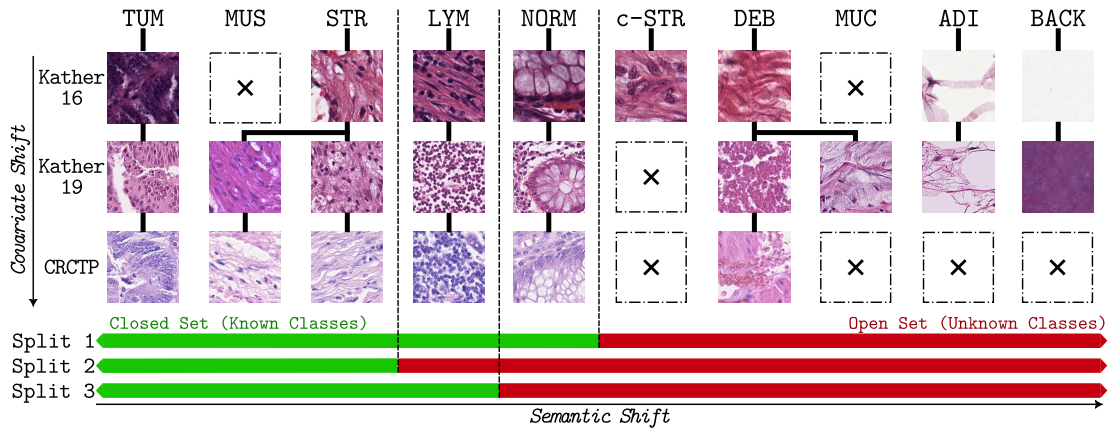 TUM MUS STR LYM NORM c-STR DEB MUC ADI BACK
Kather
16
Kather
19
CRCTP
Covariate Shift
Closed Set (Known Classes) Open Set (Unknown Classes)
Split 1
Split 2
Split 3
Semantic Shift